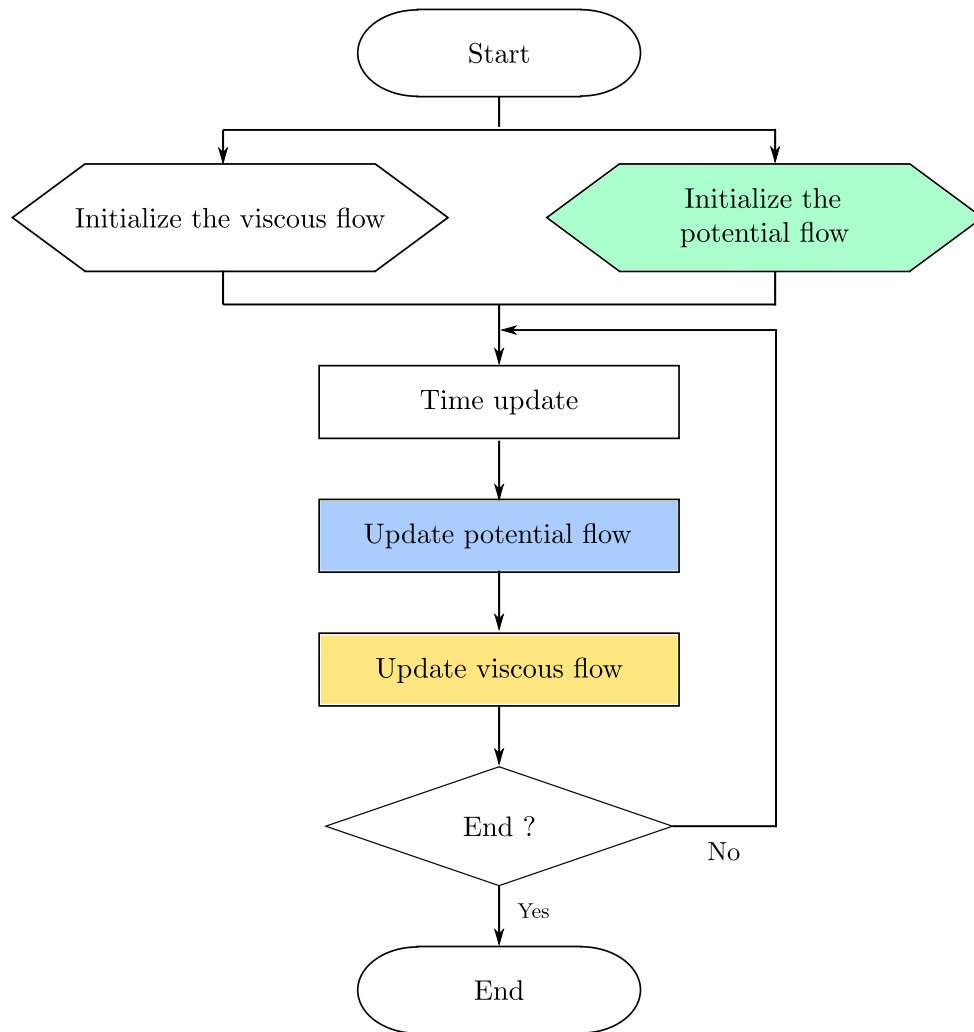 Start
Initialize the viscous flow
Initialize the
potential flow
Time update
Update potential flow
Update viscous flow
End ?
No
Yes
End